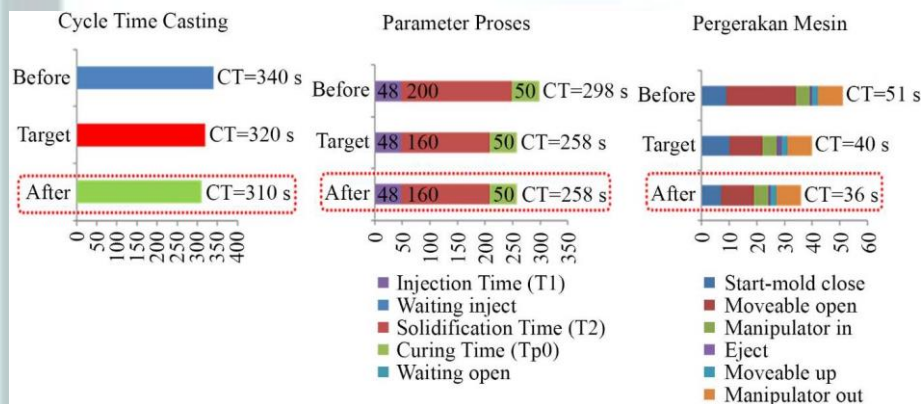 Cycle Time Casting
Before
CT=340 s
Target
CT=320 s
After
CT=310 s
0
50
100
150
200
250
300
350
400
Parameter Proses
Before
48 200 50 CT=298 s
Target
48 160 50 CT=258 s
After
48 160 50 CT=258 s
0
50
100
150
200
250
300
350
Injection Time (T1)
Waiting inject
Solidification Time (T2)
Curing Time (Tp0)
Waiting open
Pergerakan Mesin
Before
CT=51 s
Target
CT=40 s
After
CT=36 s
0 10 20 30 40 50 60
Start-mold close
Moveable open
Manipulator in
Eject
Moveable up
Manipulator out